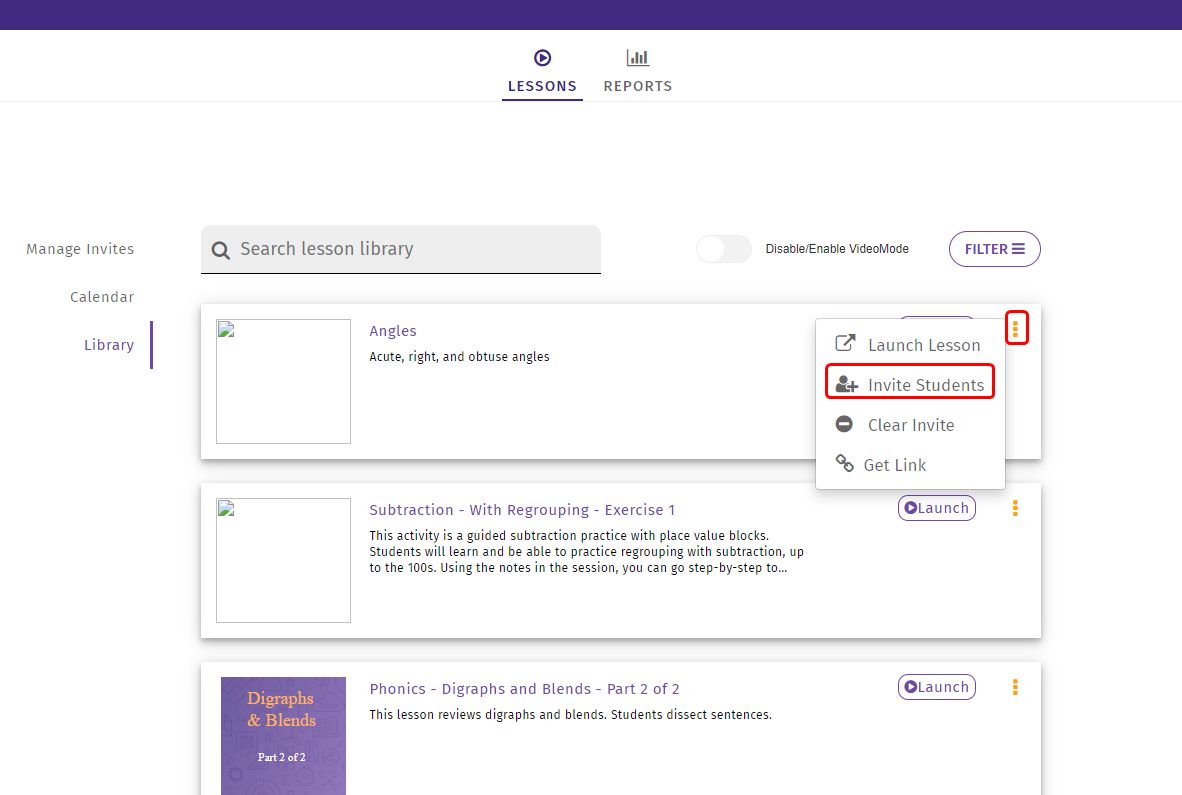 LESSONS
REPORTS
Manage Invites
Calendar
Library
Search lesson library
Disable/Enable VideoMode
FILTER
Angles
Acute, right, and obtuse angles
Launch Lesson
Invite Students
Clear Invite
Get Link
Subtraction - With Regrouping - Exercise 1
This activity is a guided subtraction practice with place value blocks.
Students will learn and be able to practice regrouping with subtraction, up
to the 100s. Using the notes in the session, you can go step-by-step to...
Launch
Digraphs
& Blends
Part 2 of 2
Phonics - Digraphs and Blends - Part 2 of 2
This lesson reviews digraphs and blends. Students dissect sentences.
Launch